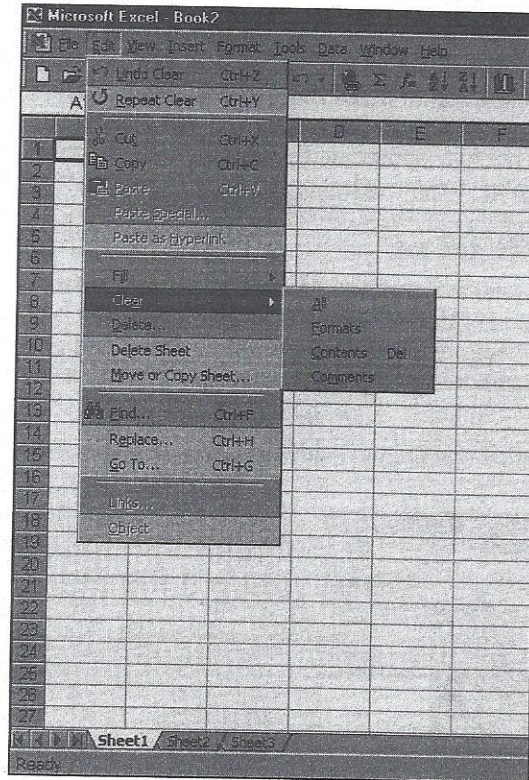 Microsoft Excel - Book2
File Edit View Insert Format Tools Data Window Help
Undo Clear Ctrl+Z
Repeat Clear Ctrl+Y
Cut Ctrl+X
Copy Ctrl+C
Paste Ctrl+V
Paste Special...
Paste as Hyperlink
Fill
Clear
Delete...
Delete Sheet
Move or Copy Sheet...
Find... Ctrl+F
Replace... Ctrl+H
Go To... Ctrl+G
Links...
Object
All
Formats
Contents Del
Comments
A
D E F
1
2
3
4
5
6
7
8
9
10
11
12
13
14
15
16
17
18
19
20
21
22
23
24
25
26
27
Sheet1 Sheet2 Sheet3
Ready